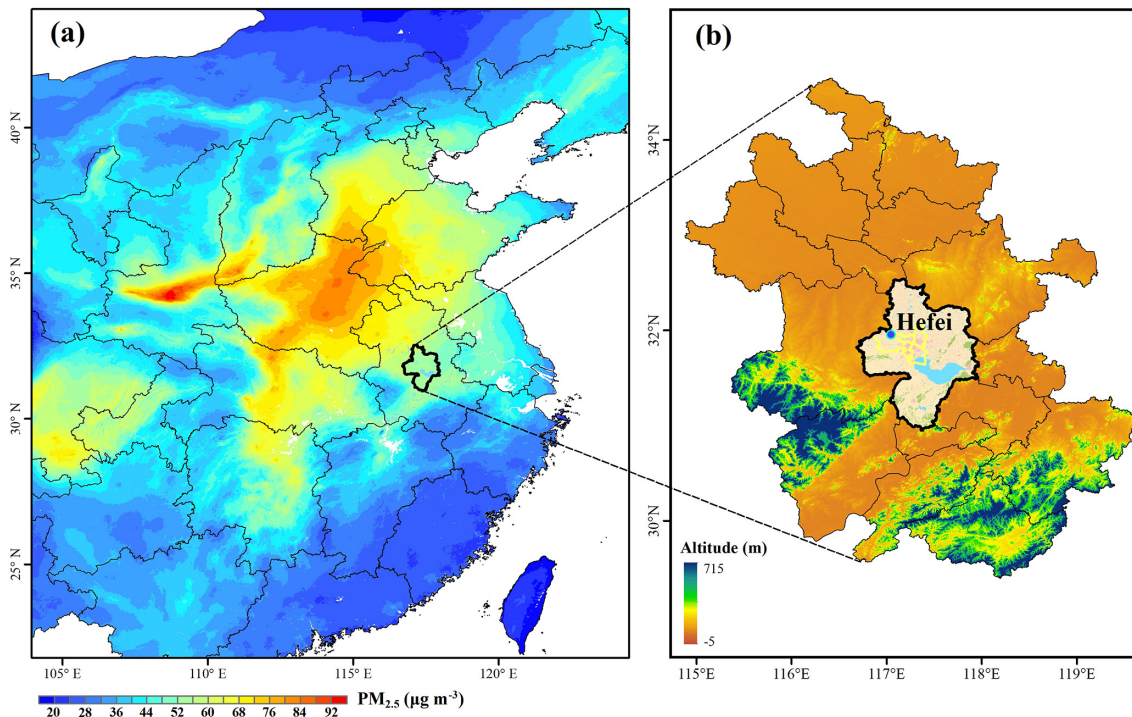 (a)
40° N
35° N
30° N
25° N
105° E
110° E
115° E
120° E
20 28 36 44 52 60 68 76 84 92
PM2.5 (µg m-3)
(b)
34°N
32°N
30°N
Hefei
Altitude (m)
715
-5
115°E
116°E
117°E
118°E
119°E